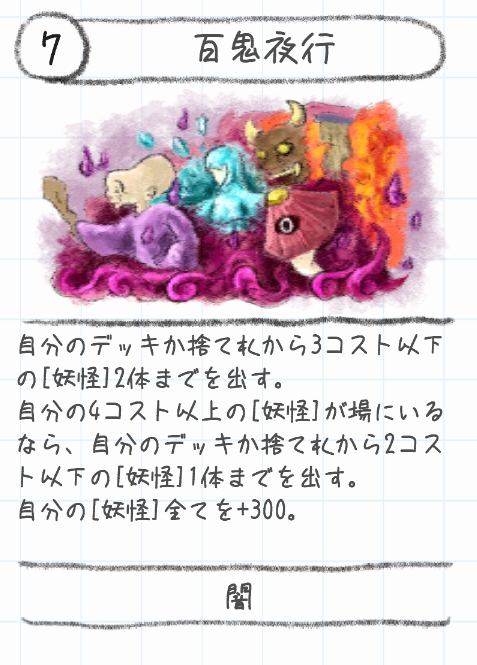 7
百鬼夜行
自分のデッキか捨て札から3コスト以下
の[妖怪]2体までを出す。
自分の4コスト以上の[妖怪]が場にいる
なら、自分のデッキか捨て札から2コス
ト以下の[妖怪]1体までを出す。
自分の[妖怪]全てを+300。
闇